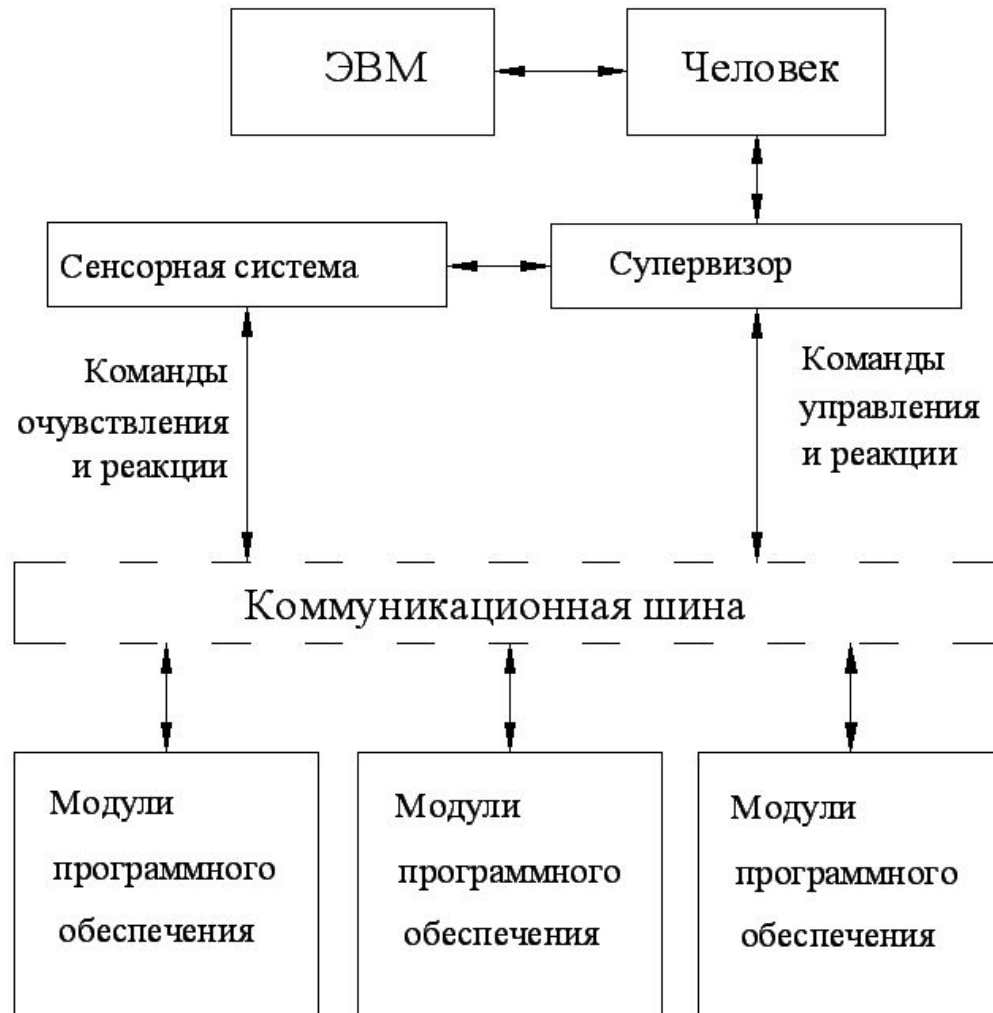 ЭВМ
Человек
Сенсорная система
Супервизор
Команды
очувствления
и реакции
Команды
управления
и реакции
Коммуникационная шина
Модули
программного
обеспечения
Модули
программного
обеспечения
Модули
программного
обеспечения